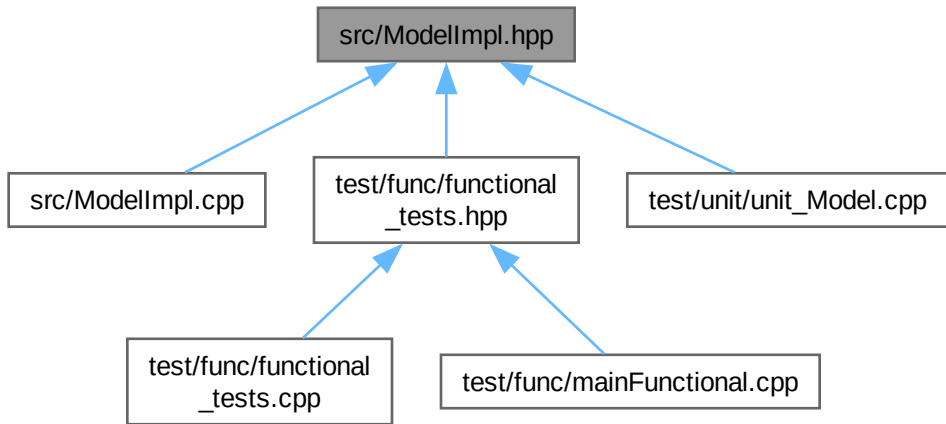 src/ModelImpl.hpp
src/ModelImpl.cpp
test/func/functional
_tests.hpp
test/unit/unit_Model.cpp
test/func/functional
_tests.cpp
test/func/mainFunctional.cpp